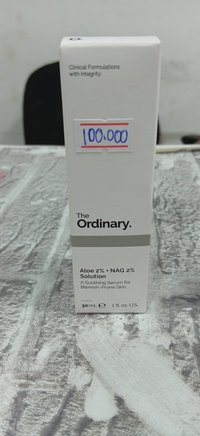 Clinical Formulations
with Integrity.
100.000
The
Ordinary.
Aloe 2% + NAG 2%
Solution
A Soothing Serum for
Blemish-Prone Skin
30mL e 1 fl. oz. US